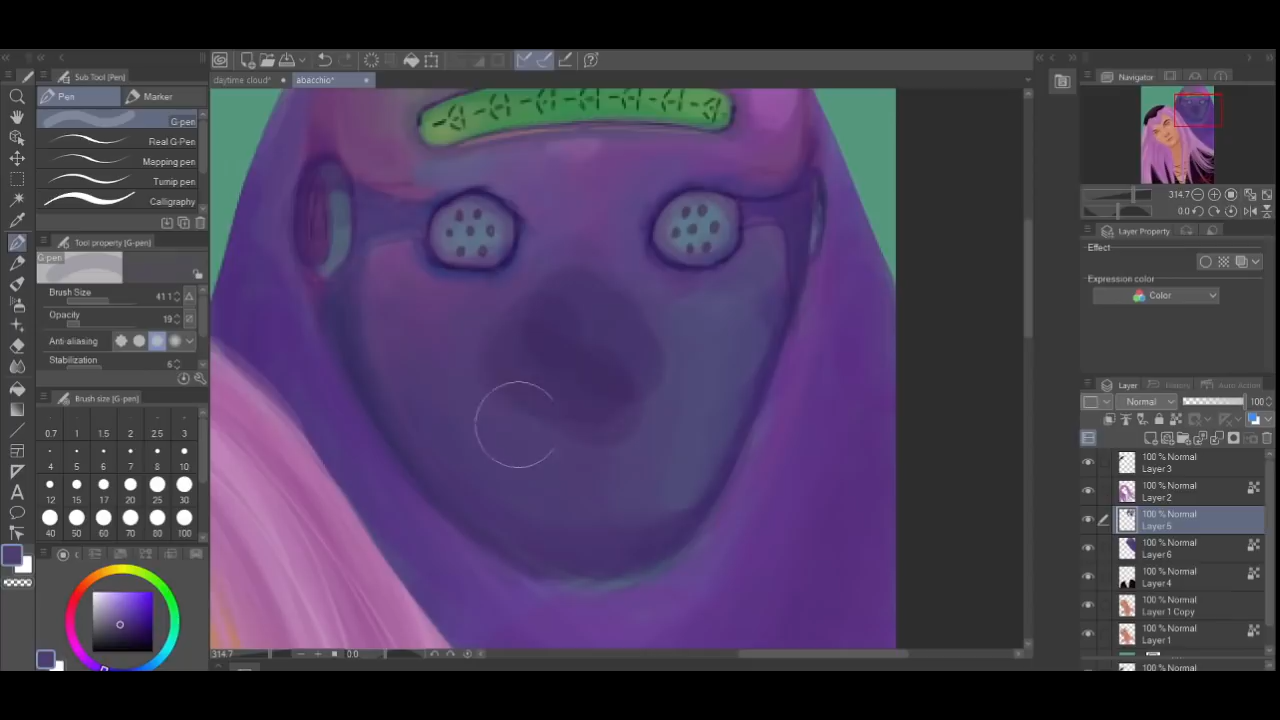 Sub Tool [Pen]
Pen
Marker
G-pen
Real G-Pen
Mapping pen
Turnip pen
Calligraphy
Tool property [G-pen]
G-pen
Brush Size 41.1
Opacity 19
Anti-aliasing
Stabilization 6
Brush size [G-pen]
0.7 1 1.5 2 2.5 3
4 5 6 7 8 10
12 15 17 20 25 30
40 50 60 70 80 100
daytime cloud*
abacchio*
314.7
0.0
Navigator
314.7
0.0
Layer Property
Effect
Expression color
Color
Layer
History
Auto Action
Normal
100
100 % Normal
Layer 3
100 % Normal
Layer 2
100 % Normal
Layer 5
100 % Normal
Layer 6
100 % Normal
Layer 4
100 % Normal
Layer 1 Copy
100 % Normal
Layer 1
100 % Normal